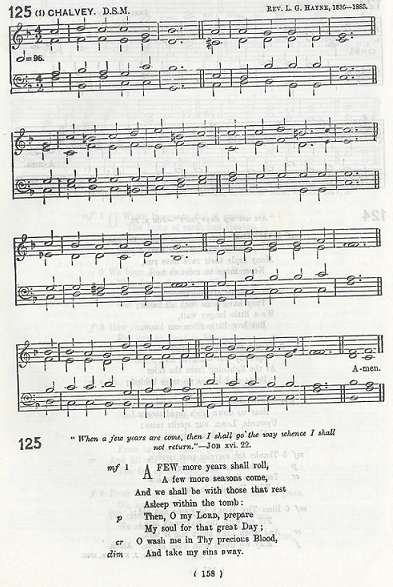 125 (1) CHALVEY. D.S.M. REV. L. G. HAYNE, 1836—1883.
𝅗𝅥=96.
A-men.
125
" When a few years are come, then I shall go the way whence I shall
not return."—JOB xvi. 22.
mf 1 A FEW more years shall roll,
A few more seasons come,
And we shall be with those that rest
Asleep within the tomb:
p Then, O my LORD, prepare
My soul for that great Day;
cr O wash me in Thy precious Blood,
dim And take my sins away.
( 158 )